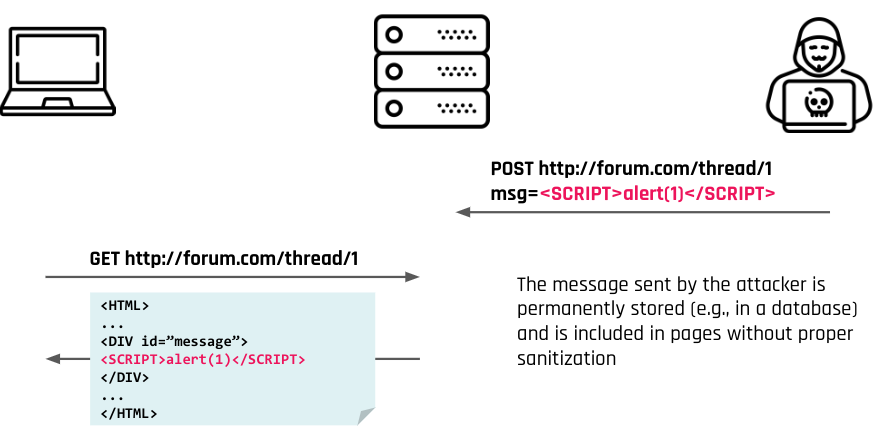 POST http://forum.com/thread/1
msg=<SCRIPT>alert(1)</SCRIPT>
GET http://forum.com/thread/1
<HTML>
...
<DIV id=”message”>
<SCRIPT>alert(1)</SCRIPT>
</DIV>
...
</HTML>
The message sent by the attacker is
permanently stored (e.g., in a database)
and is included in pages without proper
sanitization